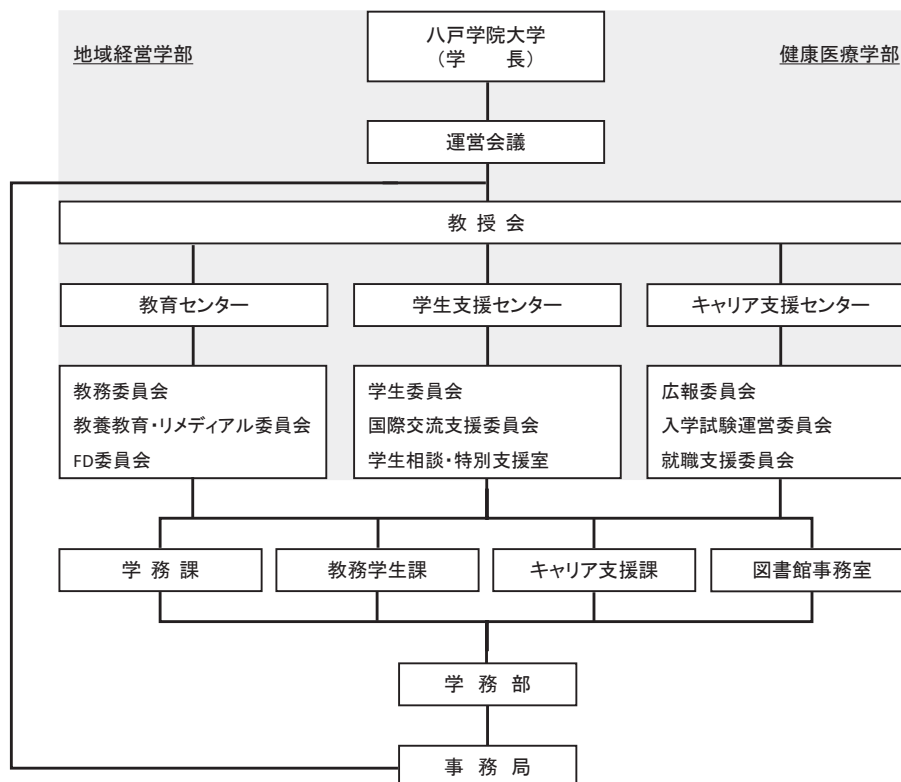 八戸学院大学
(学　　長)
地域経営学部
健康医療学部
運営会議
教 授 会
教育センター
学生支援センター
キャリア支援センター
教務委員会
教養教育・リメディアル委員会
FD委員会
学生委員会
国際交流支援委員会
学生相談・特別支援室
広報委員会
入学試験運営委員会
就職支援委員会
学 務 課
教務学生課
キャリア支援課
図書館事務室
学 務 部
事 務 局